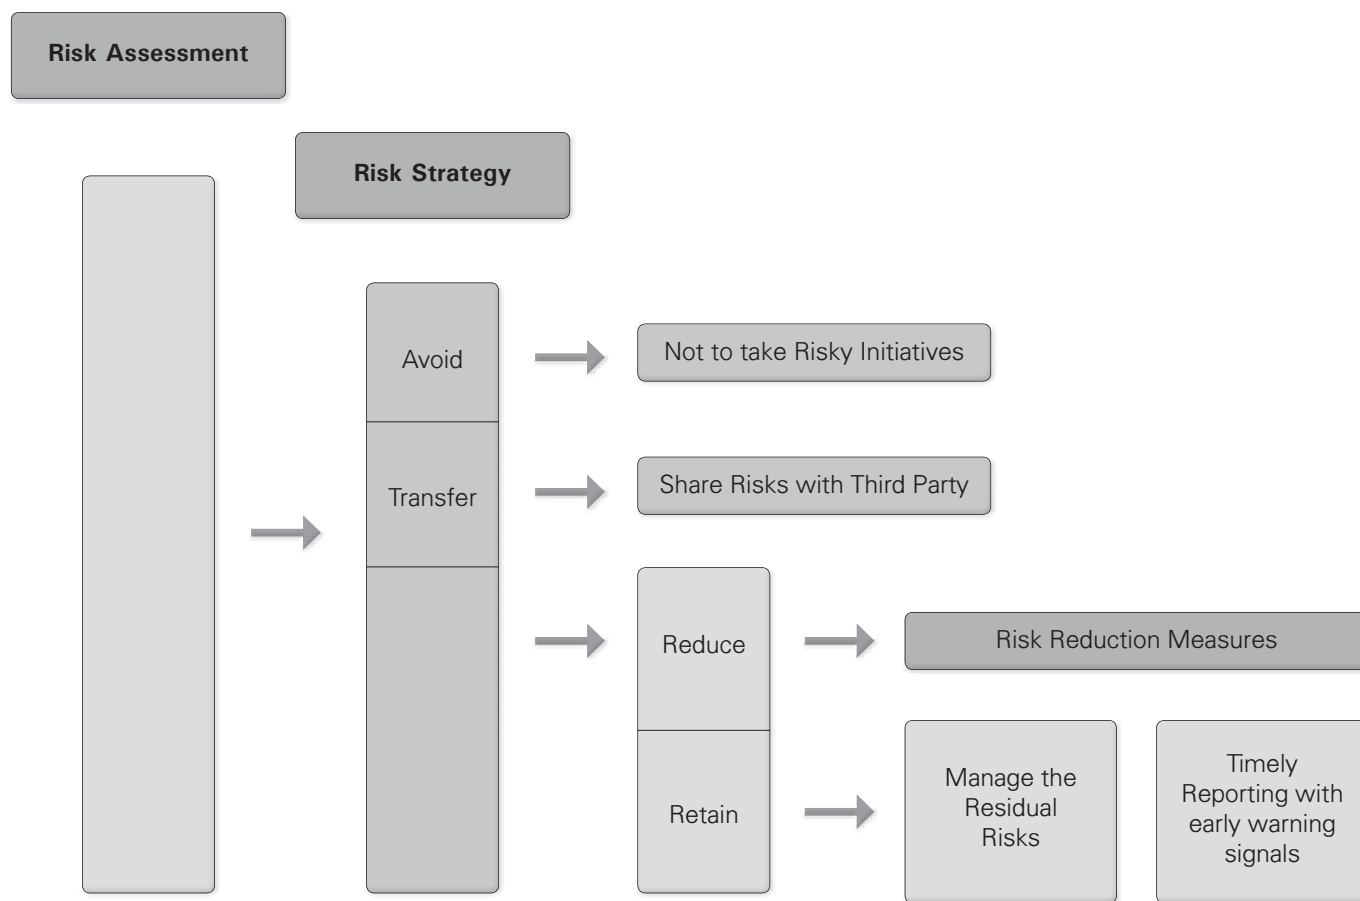 Risk Assessment
Risk Strategy
Avoid
Not to take Risky Initiatives
Transfer
Share Risks with Third Party
Reduce
Risk Reduction Measures
Retain
Manage the
Residual
Risks
Timely
Reporting with
early warning
signals